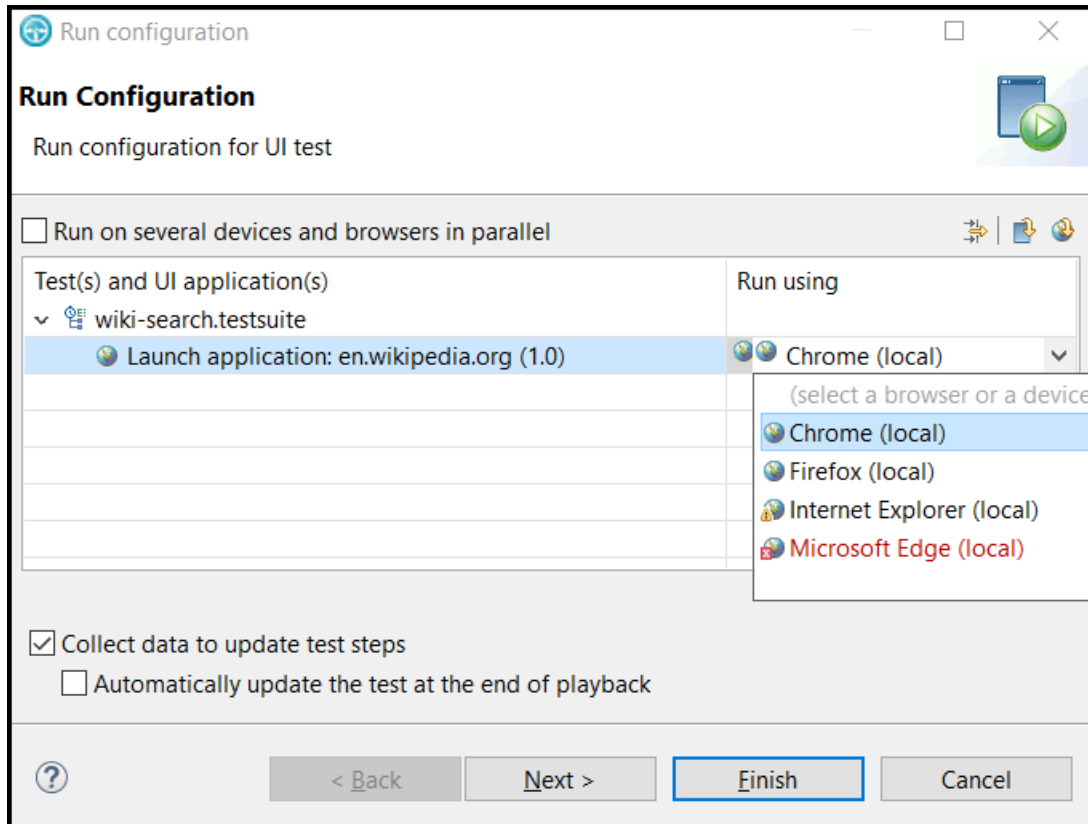 Run configuration
Run Configuration
Run configuration for UI test
Run on several devices and browsers in parallel
Test(s) and UI application(s) Run using
wiki-search.testsuite
Launch application: en.wikipedia.org (1.0) Chrome (local)
(select a browser or a device
Chrome (local)
Firefox (local)
Internet Explorer (local)
Microsoft Edge (local)
Collect data to update test steps
Automatically update the test at the end of playback
< Back Next > Finish Cancel